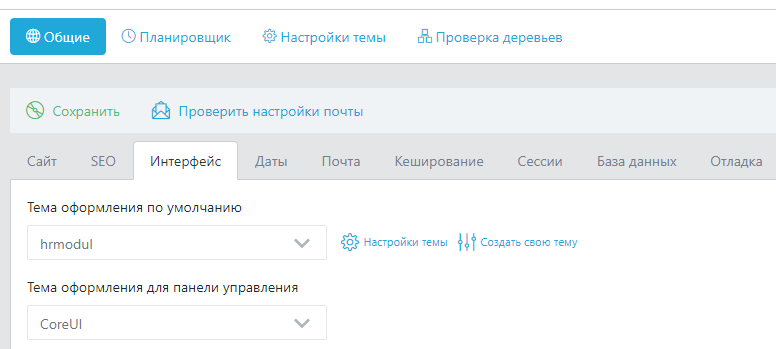 Общие Планировщик Настройки темы Проверка деревьев
Сохранить Проверить настройки почты
Сайт SEO Интерфейс Даты Почта Кеширование Сессии База данных Отладка
Тема оформления по умолчанию
hrmodul Настройки темы Создать свою тему
Тема оформления для панели управления
CoreUI